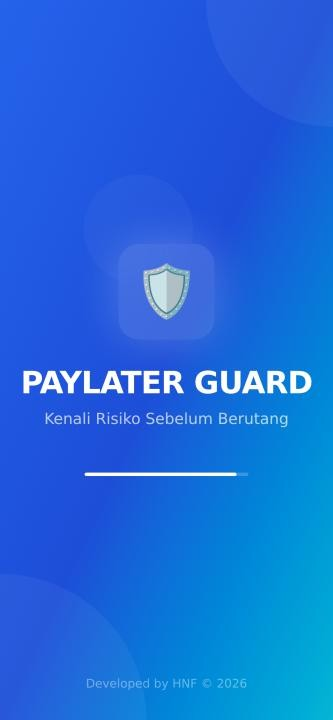 PAYLATER GUARD
Kenali Risiko Sebelum Berutang
Developed by HNF © 2026